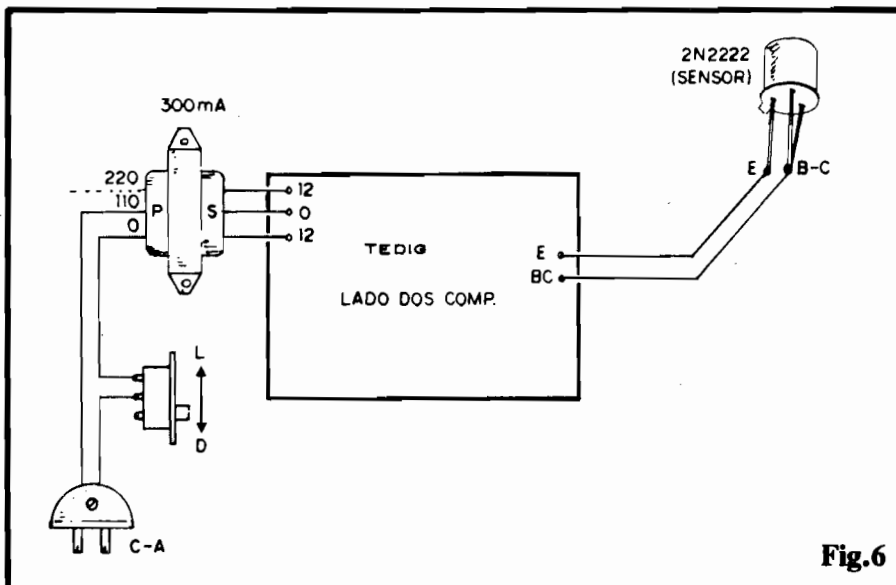 2N2222
(SENSOR)
300mA
220
110
0
P
S
12
0
12
E
B-C
TEDIG
LADO DOS COMP.
E
BC
L
D
C-A
Fig.6